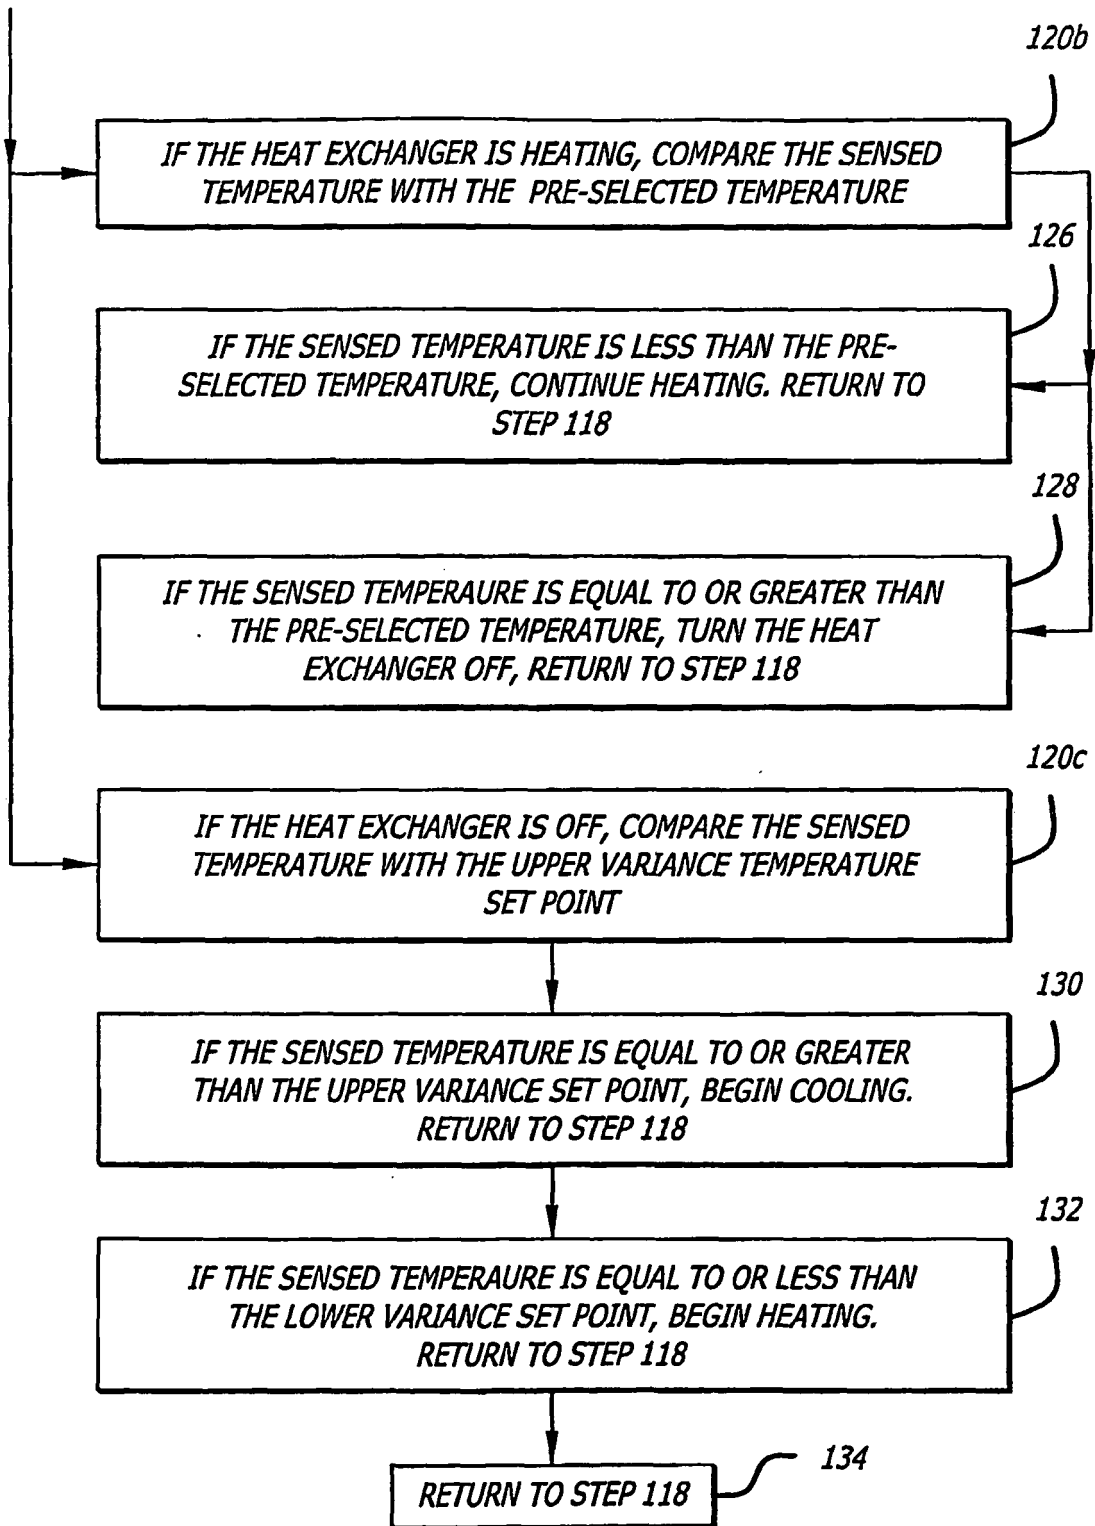 120b
IF THE HEAT EXCHANGER IS HEATING, COMPARE THE SENSED
TEMPERATURE WITH THE PRE-SELECTED TEMPERATURE
126
IF THE SENSED TEMPERATURE IS LESS THAN THE PRE-
SELECTED TEMPERATURE, CONTINUE HEATING. RETURN TO
STEP 118
128
IF THE SENSED TEMPERAURE IS EQUAL TO OR GREATER THAN
THE PRE-SELECTED TEMPERATURE, TURN THE HEAT
EXCHANGER OFF, RETURN TO STEP 118
120c
IF THE HEAT EXCHANGER IS OFF, COMPARE THE SENSED
TEMPERATURE WITH THE UPPER VARIANCE TEMPERATURE
SET POINT
130
IF THE SENSED TEMPERATURE IS EQUAL TO OR GREATER
THAN THE UPPER VARIANCE SET POINT, BEGIN COOLING.
RETURN TO STEP 118
132
IF THE SENSED TEMPERAURE IS EQUAL TO OR LESS THAN
THE LOWER VARIANCE SET POINT, BEGIN HEATING.
RETURN TO STEP 118
134
RETURN TO STEP 118